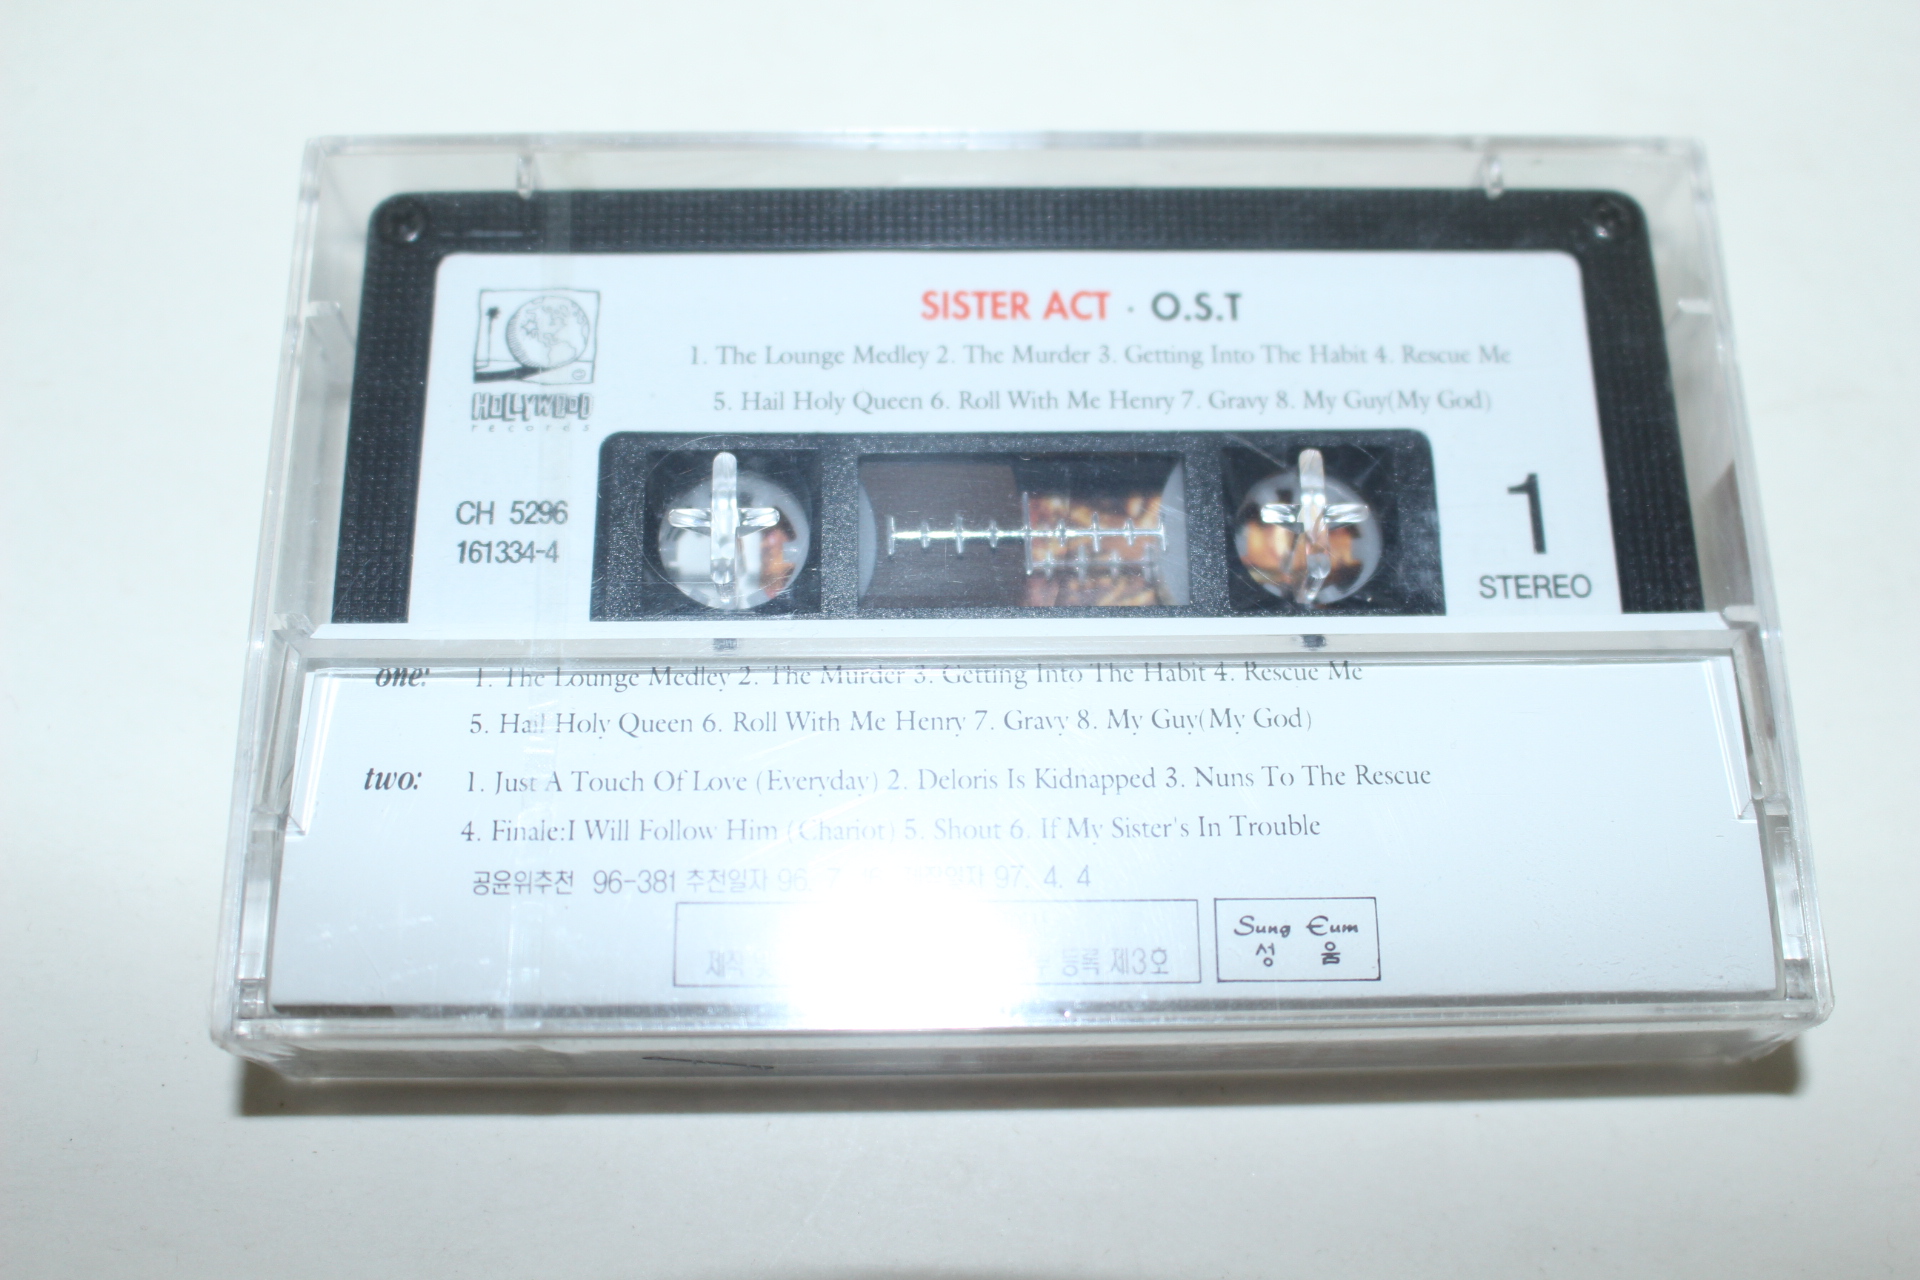 SISTER ACT · O.S.T
1. The Lounge Medley 2. The Murder 3. Getting Into The Habit 4. Rescue Me
5. Hail Holy Queen 6. Roll With Me Henry 7. Gravy 8. My Guy(My God)
HOLLYWOOD
records
CH 5296
161334-4
1
STEREO
one: 1. The Lounge Medley 2. The Murder 3. Getting Into The Habit 4. Rescue Me
5. Hail Holy Queen 6. Roll With Me Henry 7. Gravy 8. My Guy(My God)
two: 1. Just A Touch Of Love (Everyday) 2. Deloris Is Kidnapped 3. Nuns To The Rescue
4. Finale:I Will Follow Him (Chariot) 5. Shout 6. If My Sister's In Trouble
공윤위추천 96-381 추천일자 96. 7. 97. 4. 4
제작 등록 제3호
Sung Eum
성 음